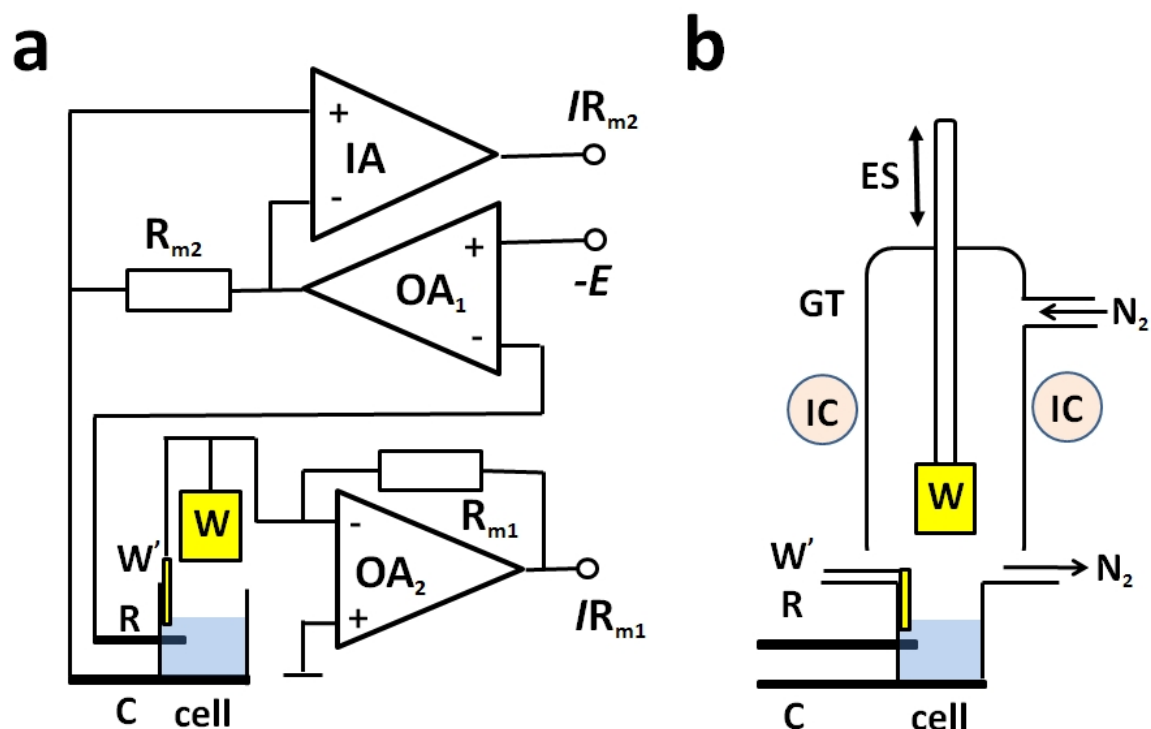 a
b
+
IA
-
IRm2
Rm2
+
OA1
-
-E
W
W'
R
C
cell
-
OA2
+
Rm1
IRm1
ES
GT
N2
IC
IC
W
W'
R
N2
C
cell